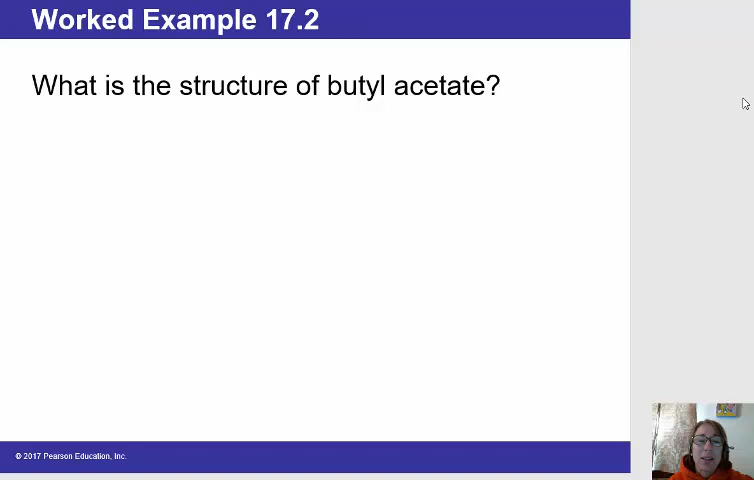 Worked Example 17.2
What is the structure of butyl acetate?
© 2017 Pearson Education, Inc.